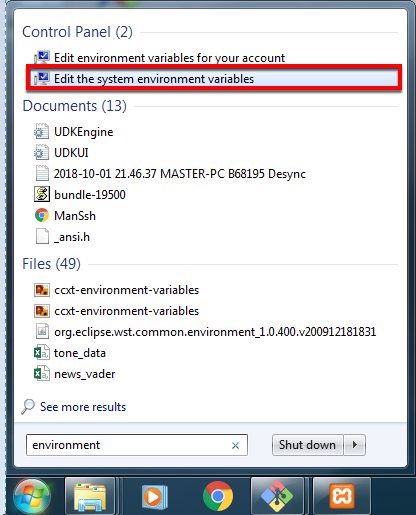 Control Panel (2)
Edit environment variables for your account
Edit the system environment variables
Documents (13)
UDKEngine
UDKUI
2018-10-01 21.46.37 MASTER-PC B68195 Desync
bundle-19500
ManSsh
_ansi.h
Files (49)
ccxt-environment-variables
ccxt-environment-variables
org.eclipse.wst.common.environment_1.0.400.v200912181831
tone_data
news_vader
See more results
environment
Shut down